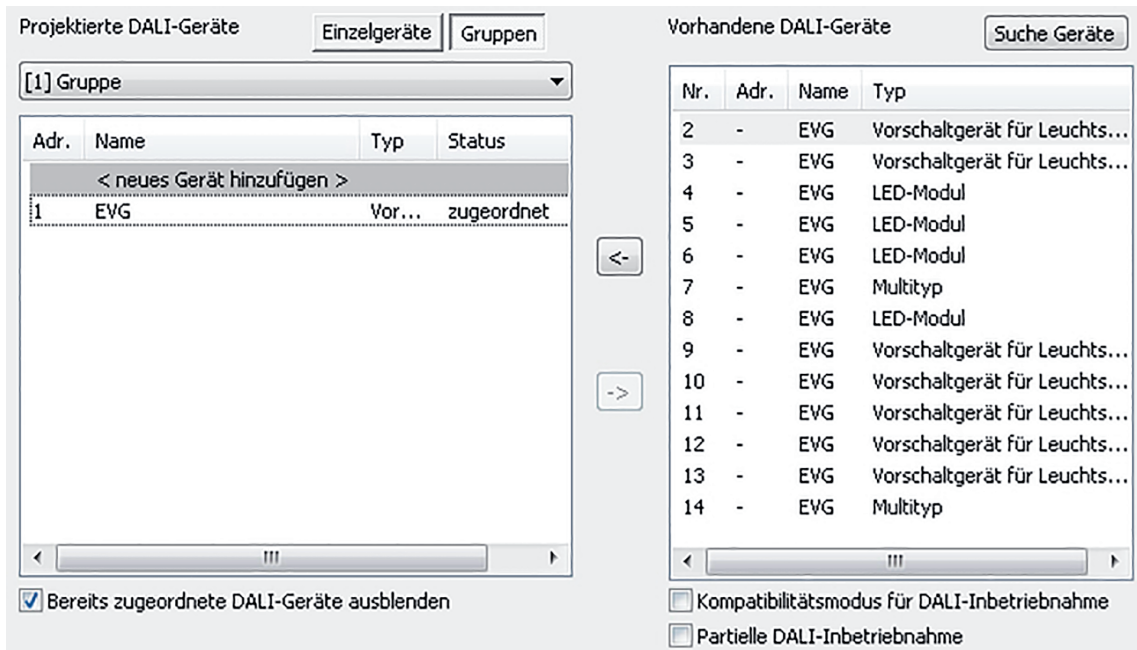 Projektierte DALI-Geräte
Einzelgeräte
Gruppen
[1] Gruppe
Adr. Name Typ Status
< neues Gerät hinzufügen >
1 EVG Vor... zugeordnet
Bereits zugeordnete DALI-Geräte ausblenden
<-
->
Vorhandene DALI-Geräte
Suche Geräte
Nr. Adr. Name Typ
2 - EVG Vorschaltgerät für Leuchts...
3 - EVG Vorschaltgerät für Leuchts...
4 - EVG LED-Modul
5 - EVG LED-Modul
6 - EVG LED-Modul
7 - EVG Multityp
8 - EVG LED-Modul
9 - EVG Vorschaltgerät für Leuchts...
10 - EVG Vorschaltgerät für Leuchts...
11 - EVG Vorschaltgerät für Leuchts...
12 - EVG Vorschaltgerät für Leuchts...
13 - EVG Vorschaltgerät für Leuchts...
14 - EVG Multityp
Kompatibilitätsmodus für DALI-Inbetriebnahme
Partielle DALI-Inbetriebnahme